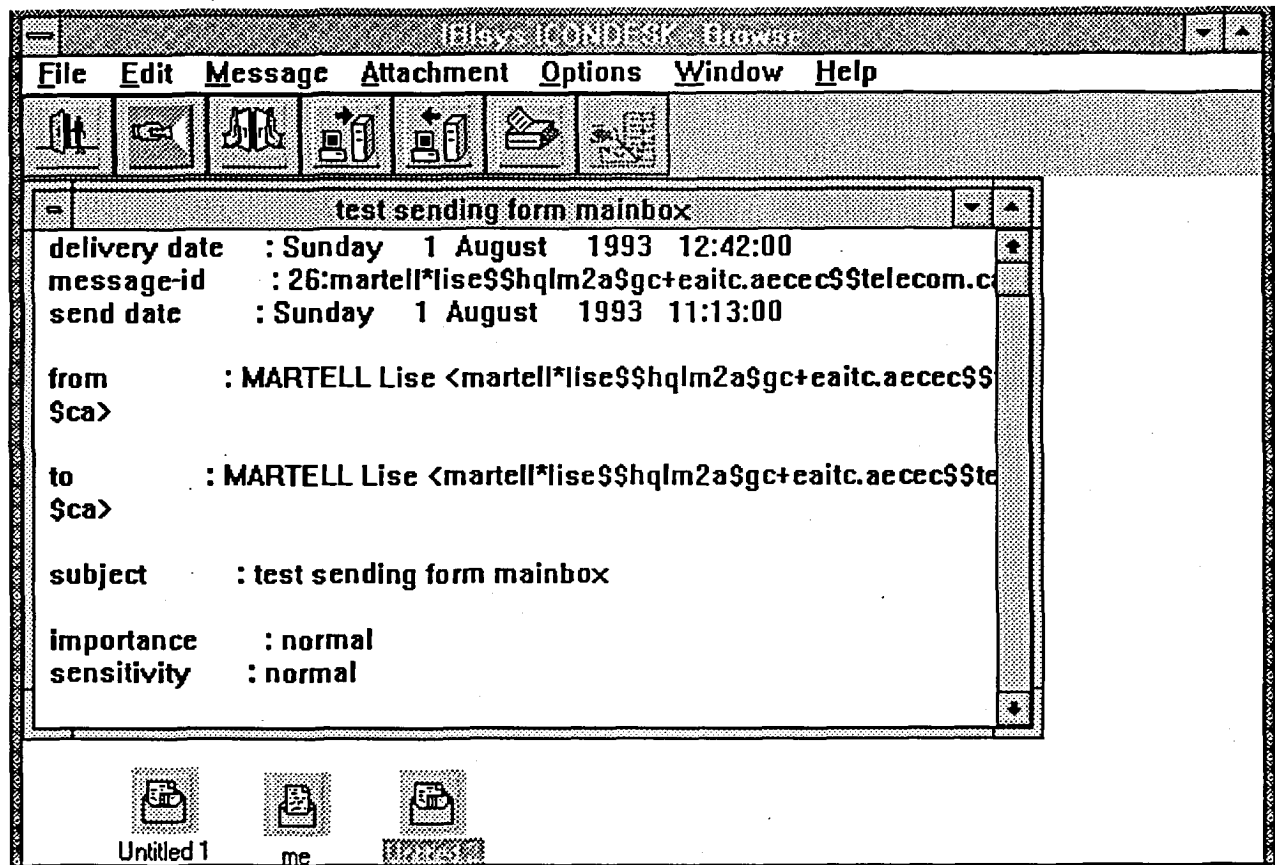 ICONDESK - Browse
File Edit Message Attachment Options Window Help
test sending form mainbox
delivery date : Sunday 1 August 1993 12:42:00
message-id : 26:martell*lise$$hqlm2a$gc+eaitc.aecec$$telecom.ca
send date : Sunday 1 August 1993 11:13:00
from : MARTELL Lise <martell*lise$$hqlm2a$gc+eaitc.aecec$$
$ca>
to : MARTELL Lise <martell*lise$$hqlm2a$gc+eaitc.aecec$$te
$ca>
subject : test sending form mainbox
importance : normal
sensitivity : normal
Untitled 1 me